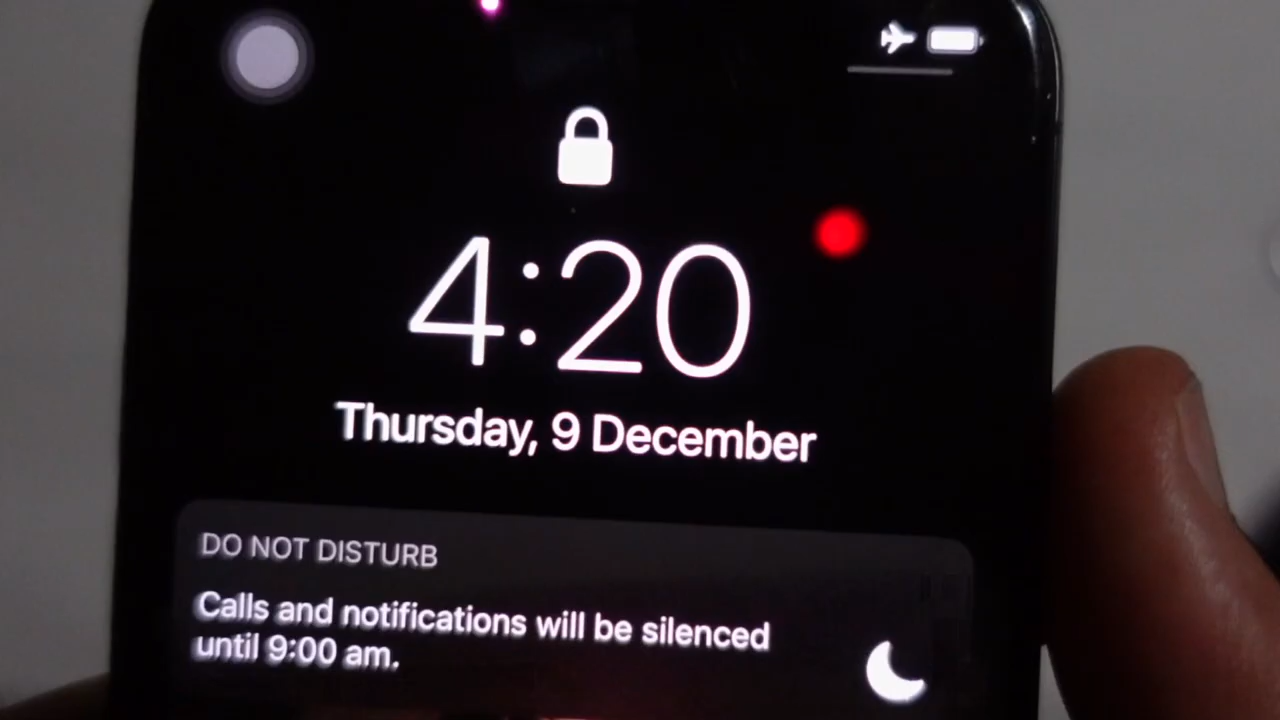 4:20
Thursday, 9 December
DO NOT DISTURB
Calls and notifications will be silenced
until 9:00 am.